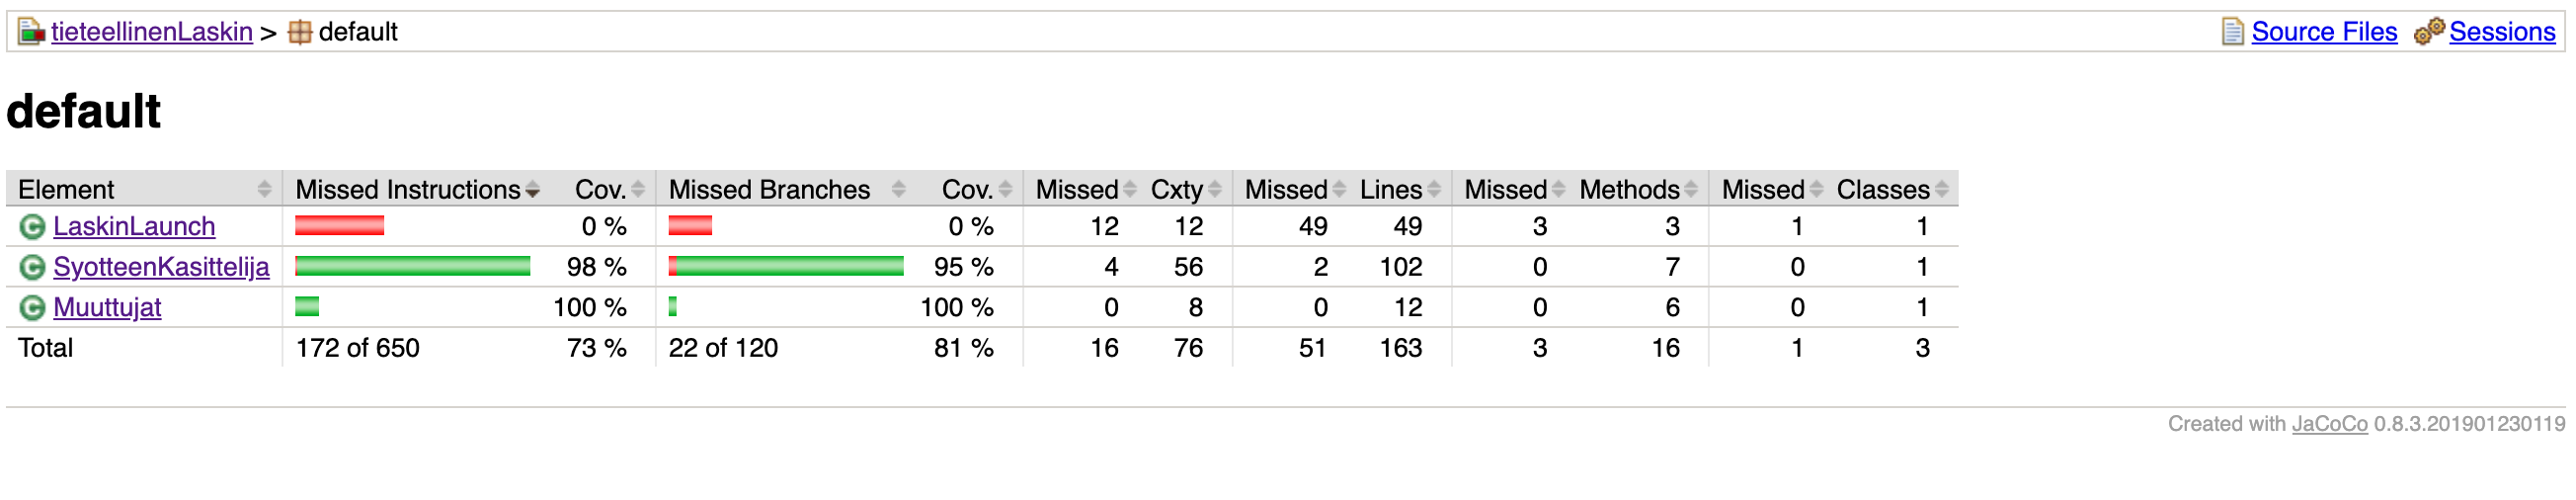 tieteellinenLaskin > default Source Files Sessions
default
Element Missed Instructions Cov. Missed Branches Cov. Missed Cxty Missed Lines Missed Methods Missed Classes
LaskinLaunch 0 % 0 % 12 12 49 49 3 3 1 1
SyotteenKasittelija 98 % 95 % 4 56 2 102 0 7 0 1
Muuttujat 100 % 100 % 0 8 0 12 0 6 0 1
Total 172 of 650 73 % 22 of 120 81 % 16 76 51 163 3 16 1 3
Created with JaCoCo 0.8.3.201901230119